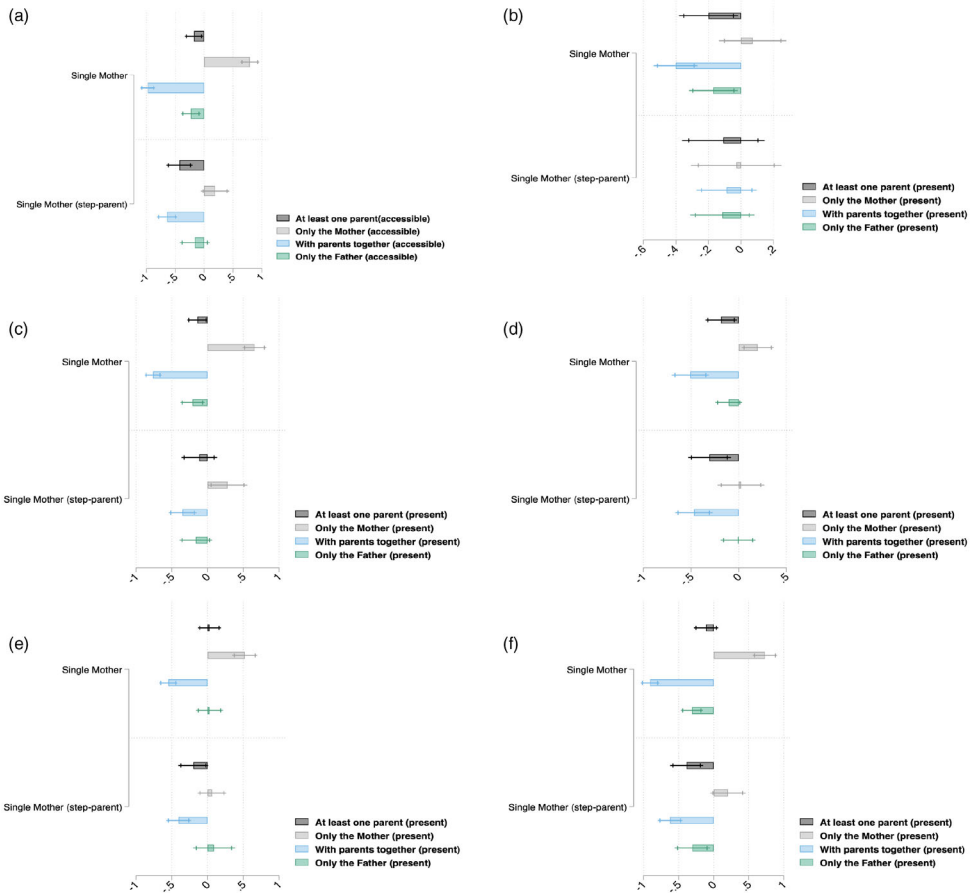 (a)
Single Mother
Single Mother (step-parent)
-1
-.5
0
.5
1
At least one parent(accessible)
Only the Mother (accessible)
With parents together (accessible)
Only the Father (accessible)
(b)
Single Mother
Single Mother (step-parent)
-.6
-.4
-.2
0
.2
At least one parent (present)
Only the Mother (present)
With parents together (present)
Only the Father (present)
(c)
Single Mother
Single Mother (step-parent)
-1
-.5
0
.5
1
At least one parent (present)
Only the Mother (present)
With parents together (present)
Only the Father (present)
(d)
Single Mother
Single Mother (step-parent)
-1
-.5
0
.5
At least one parent (present)
Only the Mother (present)
With parents together (present)
Only the Father (present)
(e)
Single Mother
Single Mother (step-parent)
-1
-.5
0
.5
1
At least one parent (present)
Only the Mother (present)
With parents together (present)
Only the Father (present)
(f)
Single Mother
Single Mother (step-parent)
-1
-.5
0
.5
1
At least one parent (present)
Only the Mother (present)
With parents together (present)
Only the Father (present)